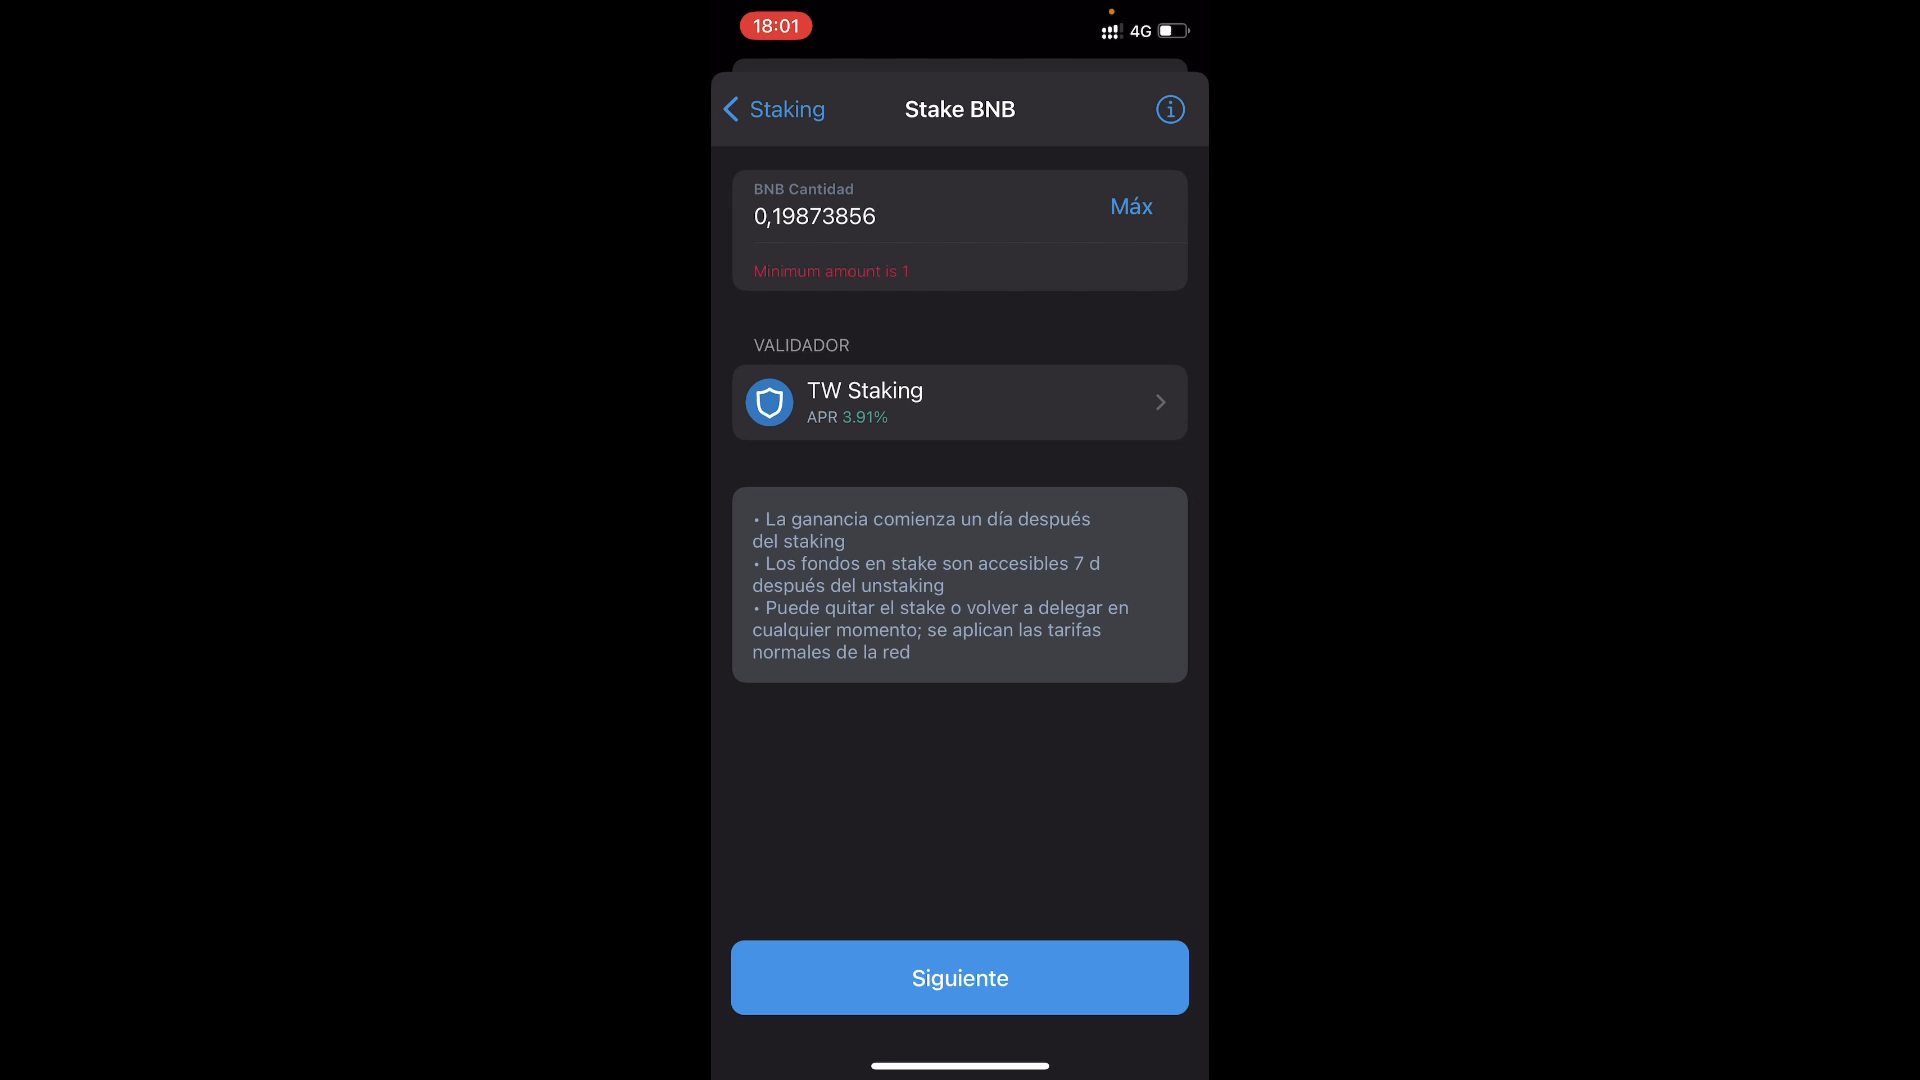 18:01
4G
Staking
Stake BNB
BNB Cantidad
0,19873856
Máx
Minimum amount is 1
VALIDADOR
TW Staking
APR 3.91%
• La ganancia comienza un día después
del staking
• Los fondos en stake son accesibles 7 d
después del unstaking
• Puede quitar el stake o volver a delegar en
cualquier momento; se aplican las tarifas
normales de la red
Siguiente